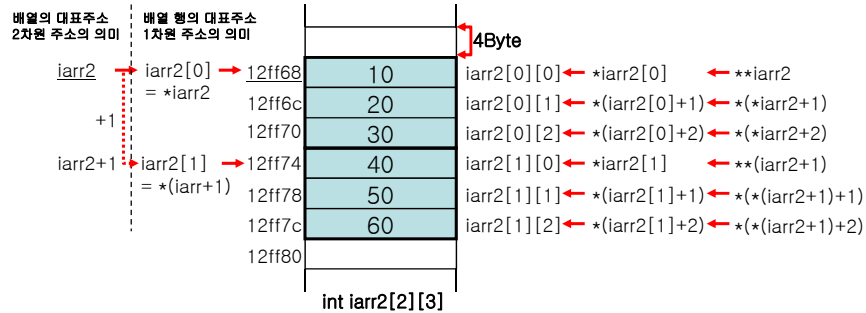 배열의 대표주소 배열 행의 대표주소
2차원 주소의 의미 1차원 주소의 의미
4Byte
iarr2 iarr2[0] 12ff68 10 iarr2[0][0] *iarr2[0] **iarr2
= *iarr2 12ff6c 20 iarr2[0][1] *(iarr2[0]+1) *(*iarr2+1)
+1 12ff70 30 iarr2[0][2] *(iarr2[0]+2) *(*iarr2+2)
iarr2+1 iarr2[1] 12ff74 40 iarr2[1][0] *iarr2[1] **(iarr2+1)
= *(iarr+1) 12ff78 50 iarr2[1][1] *(iarr2[1]+1) *(*(iarr2+1)+1)
12ff7c 60 iarr2[1][2] *(iarr2[1]+2) *(*(iarr2+1)+2)
12ff80
int iarr2[2][3]